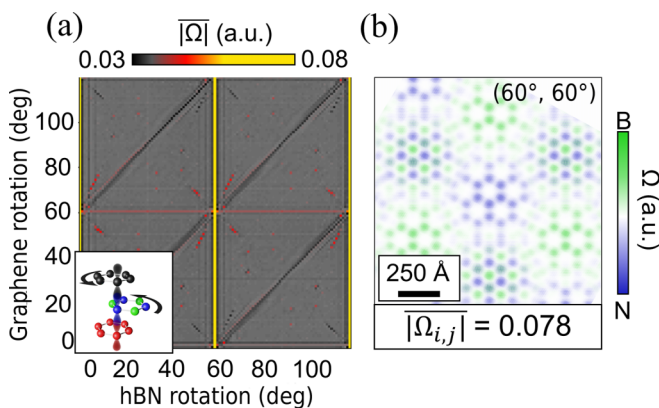 (a)
|Ω| (a.u.)
0.03
0.08
Graphene rotation (deg)
100
80
60
40
20
0
0 20 40 60 80 100
hBN rotation (deg)
(b)
(60°, 60°)
B
Ω (a.u.)
N
250 Å
|Ωi,j| = 0.078